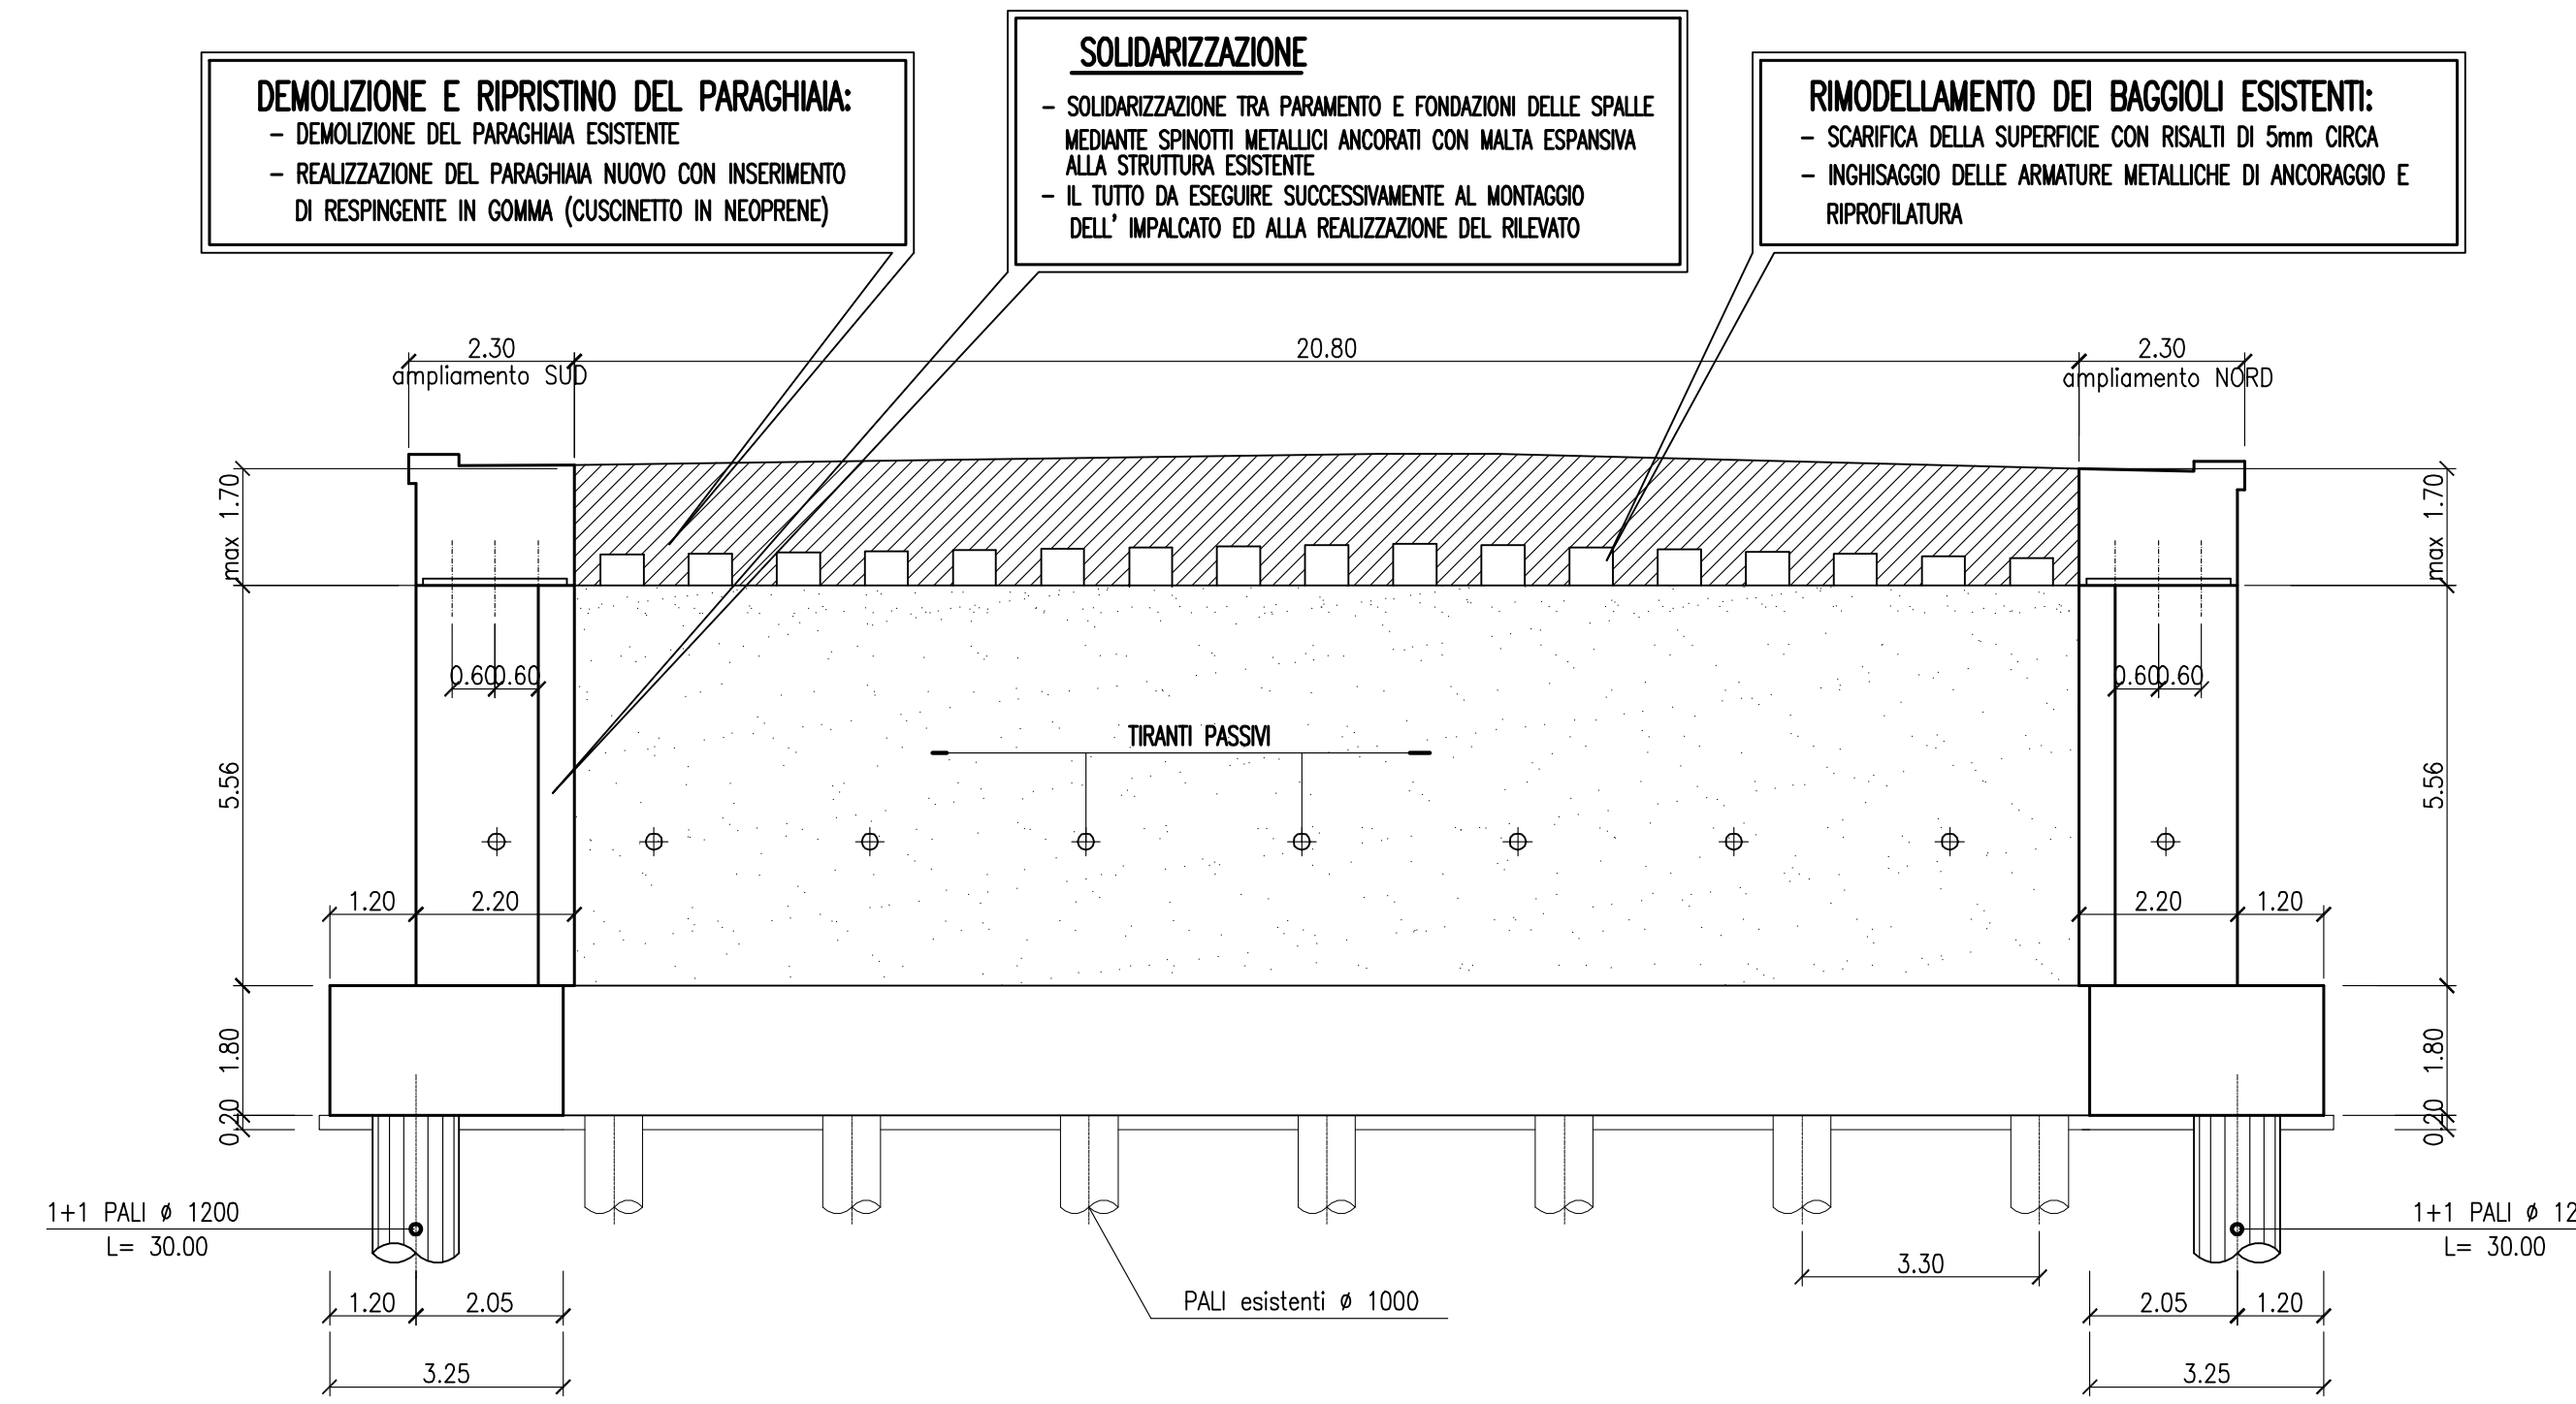 DEMOLIZIONE E RIPRISTINO DEL PARAGHIAIA:
- DEMOLIZIONE DEL PARAGHIAIA ESISTENTE
- REALIZZAZIONE DEL PARAGHIAIA NUOVO CON INSERIMENTO
DI RESPINGENTE IN GOMMA (CUSCINETTO IN NEOPRENE)
SOLIDARIZZAZIONE
- SOLIDARIZZAZIONE TRA PARAMENTO E FONDAZIONI DELLE SPALLE
MEDIANTE SPINOTTI METALLICI ANCORATI CON MALTA ESPANSIVA
ALLA STRUTTURA ESISTENTE
- IL TUTTO DA ESEGUIRE SUCCESSIVAMENTE AL MONTAGGIO
DELL' IMPALCATO ED ALLA REALIZZAZIONE DEL RILEVATO
RIMODELLAMENTO DEI BAGGIOLI ESISTENTI:
- SCARIFICA DELLA SUPERFICIE CON RISALTI DI 5mm CIRCA
- INGHISAGGIO DELLE ARMATURE METALLICHE DI ANCORAGGIO E
RIPROFILATURA
2.30
ampliamento SUD
20.80
2.30
ampliamento NORD
max 1.70
max 1.70
0.60 0.60
0.60 0.60
TIRANTI PASSIVI
5.56
5.56
1.20 2.20
2.20 1.20
1.80
1.80
0.20
0.20
1+1 PALI ø 1200
L= 30.00
1+1 PALI ø 12
L= 30.00
3.30
PALI esistenti ø 1000
1.20 2.05
2.05 1.20
3.25
3.25